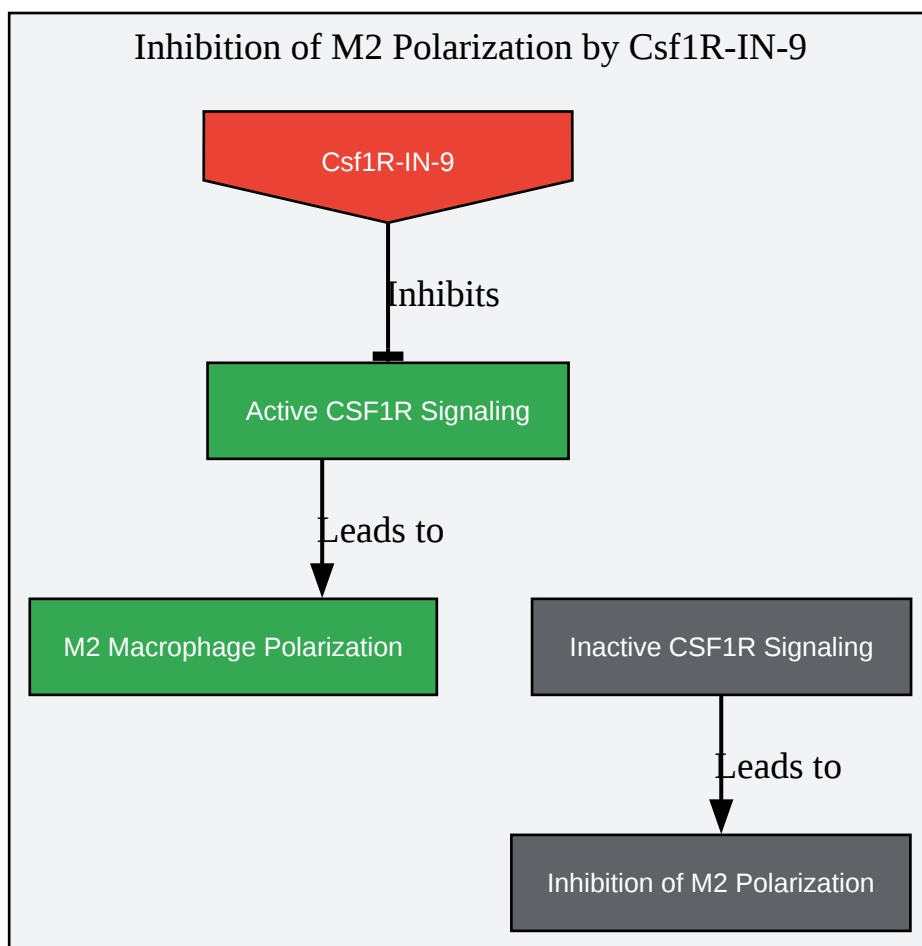 Inhibition of M2 Polarization by Csf1R-IN-9
Csf1R-IN-9
Inhibits
Active CSF1R Signaling
Leads to
M2 Macrophage Polarization
Inactive CSF1R Signaling
Leads to
Inhibition of M2 Polarization